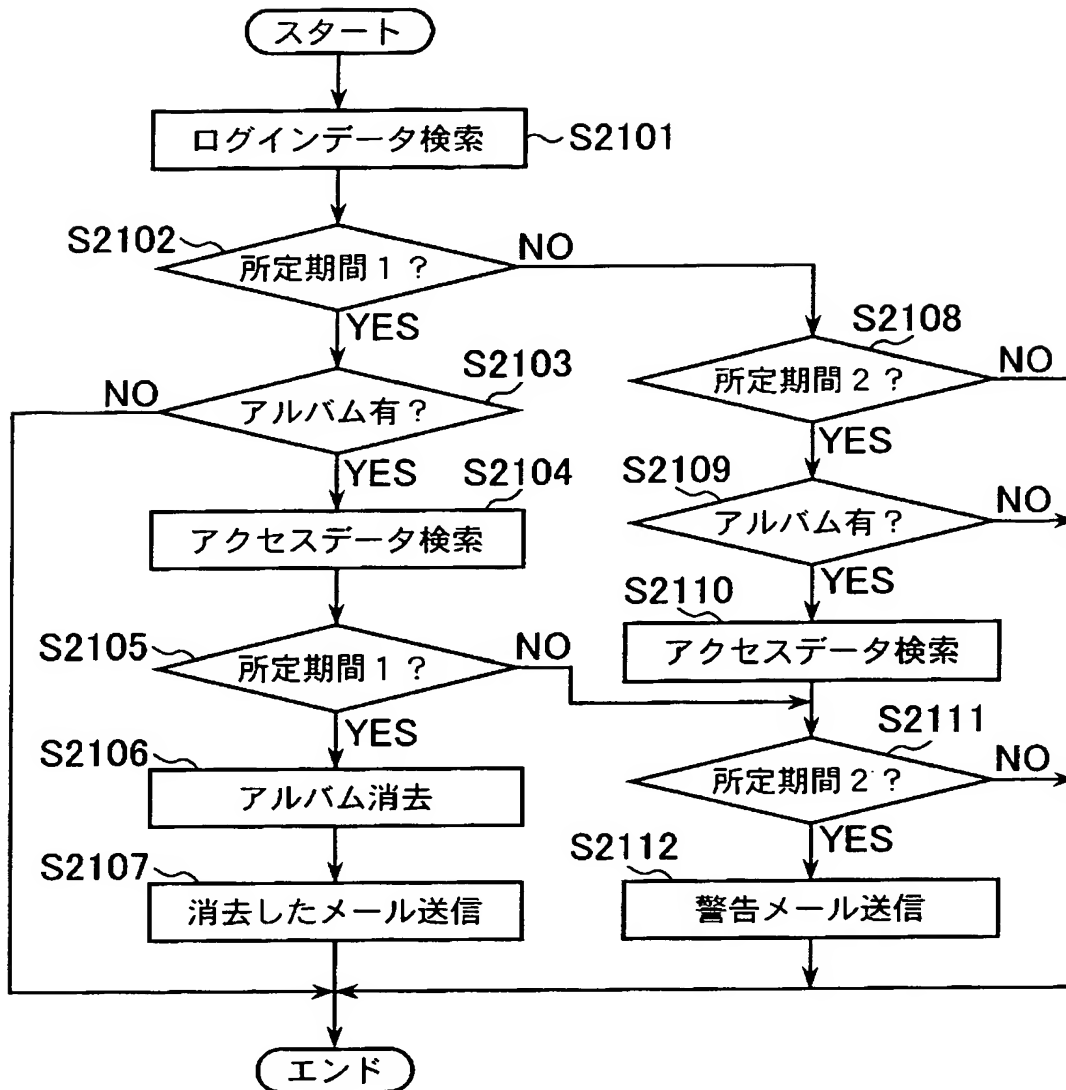 スタート
ログインデータ検索
S2101
S2102
所定期間1?
NO
YES
S2103
NO
アルバム有?
YES
S2104
アクセスデータ検索
S2105
所定期間1?
NO
YES
S2106
アルバム消去
S2107
消去したメール送信
S2108
所定期間2?
NO
YES
S2109
アルバム有?
NO
YES
S2110
アクセスデータ検索
S2111
所定期間2?
NO
YES
S2112
警告メール送信
エンド